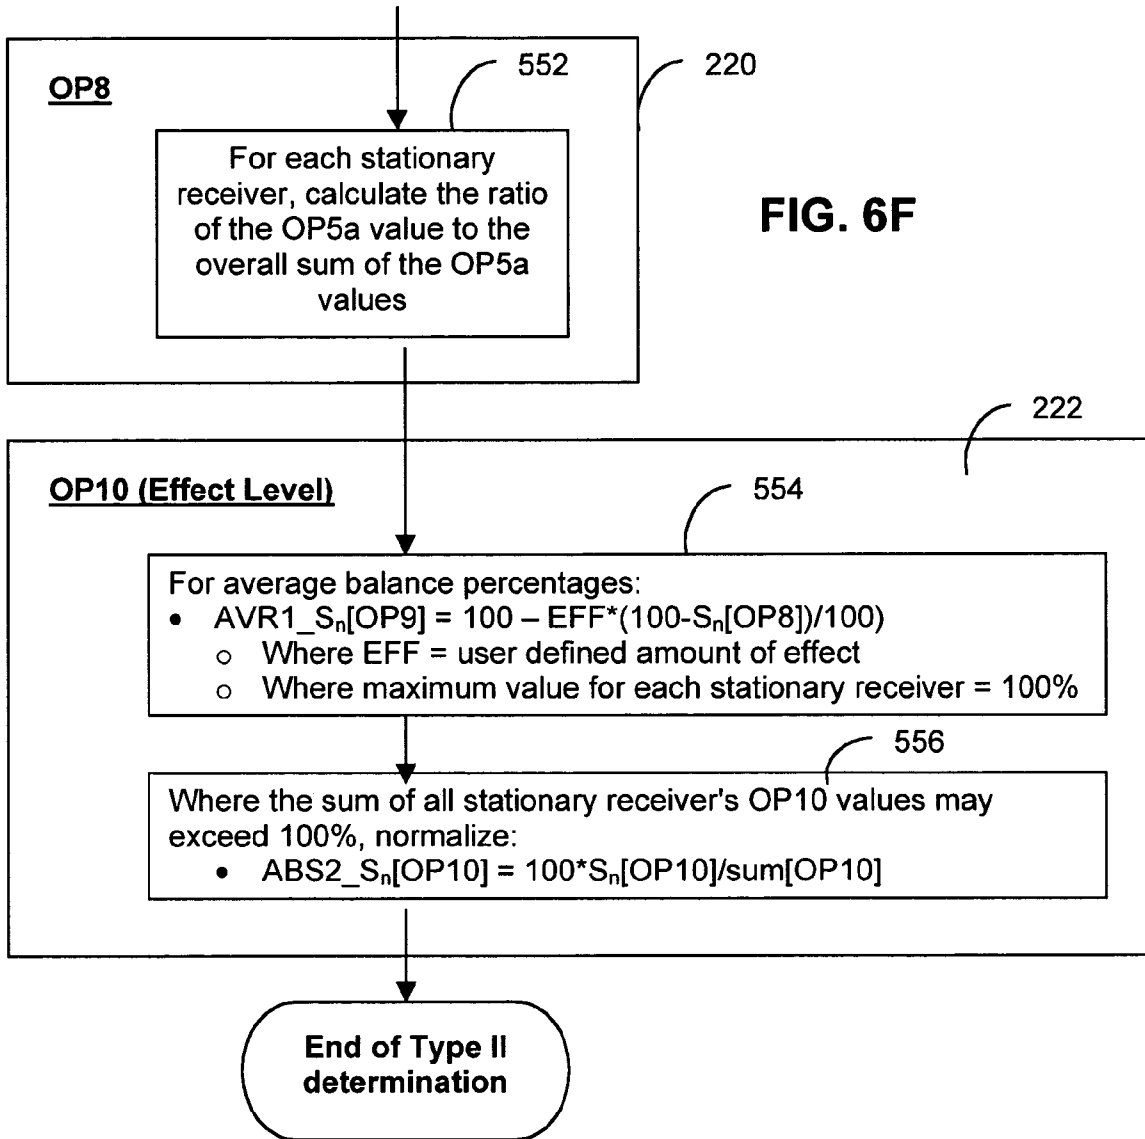 552
220
OP8
For each stationary
receiver, calculate the ratio
of the OP5a value to the
overall sum of the OP5a
values
FIG. 6F
222
OP10 (Effect Level)
554
For average balance percentages:
• AVR1_Sₙ[OP9] = 100 – EFF*(100-Sₙ[OP8])/100)
○ Where EFF = user defined amount of effect
○ Where maximum value for each stationary receiver = 100%
556
Where the sum of all stationary receiver's OP10 values may
exceed 100%, normalize:
• ABS2_Sₙ[OP10] = 100*Sₙ[OP10]/sum[OP10]
End of Type II
determination